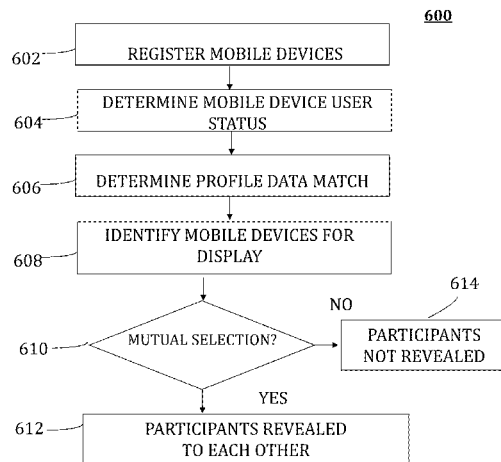 600
602
REGISTER MOBILE DEVICES
604
DETERMINE MOBILE DEVICE USER
STATUS
606
DETERMINE PROFILE DATA MATCH
608
IDENTIFY MOBILE DEVICES FOR
DISPLAY
610
MUTUAL SELECTION?
NO
614
PARTICIPANTS
NOT REVEALED
YES
612
PARTICIPANTS REVEALED
TO EACH OTHER